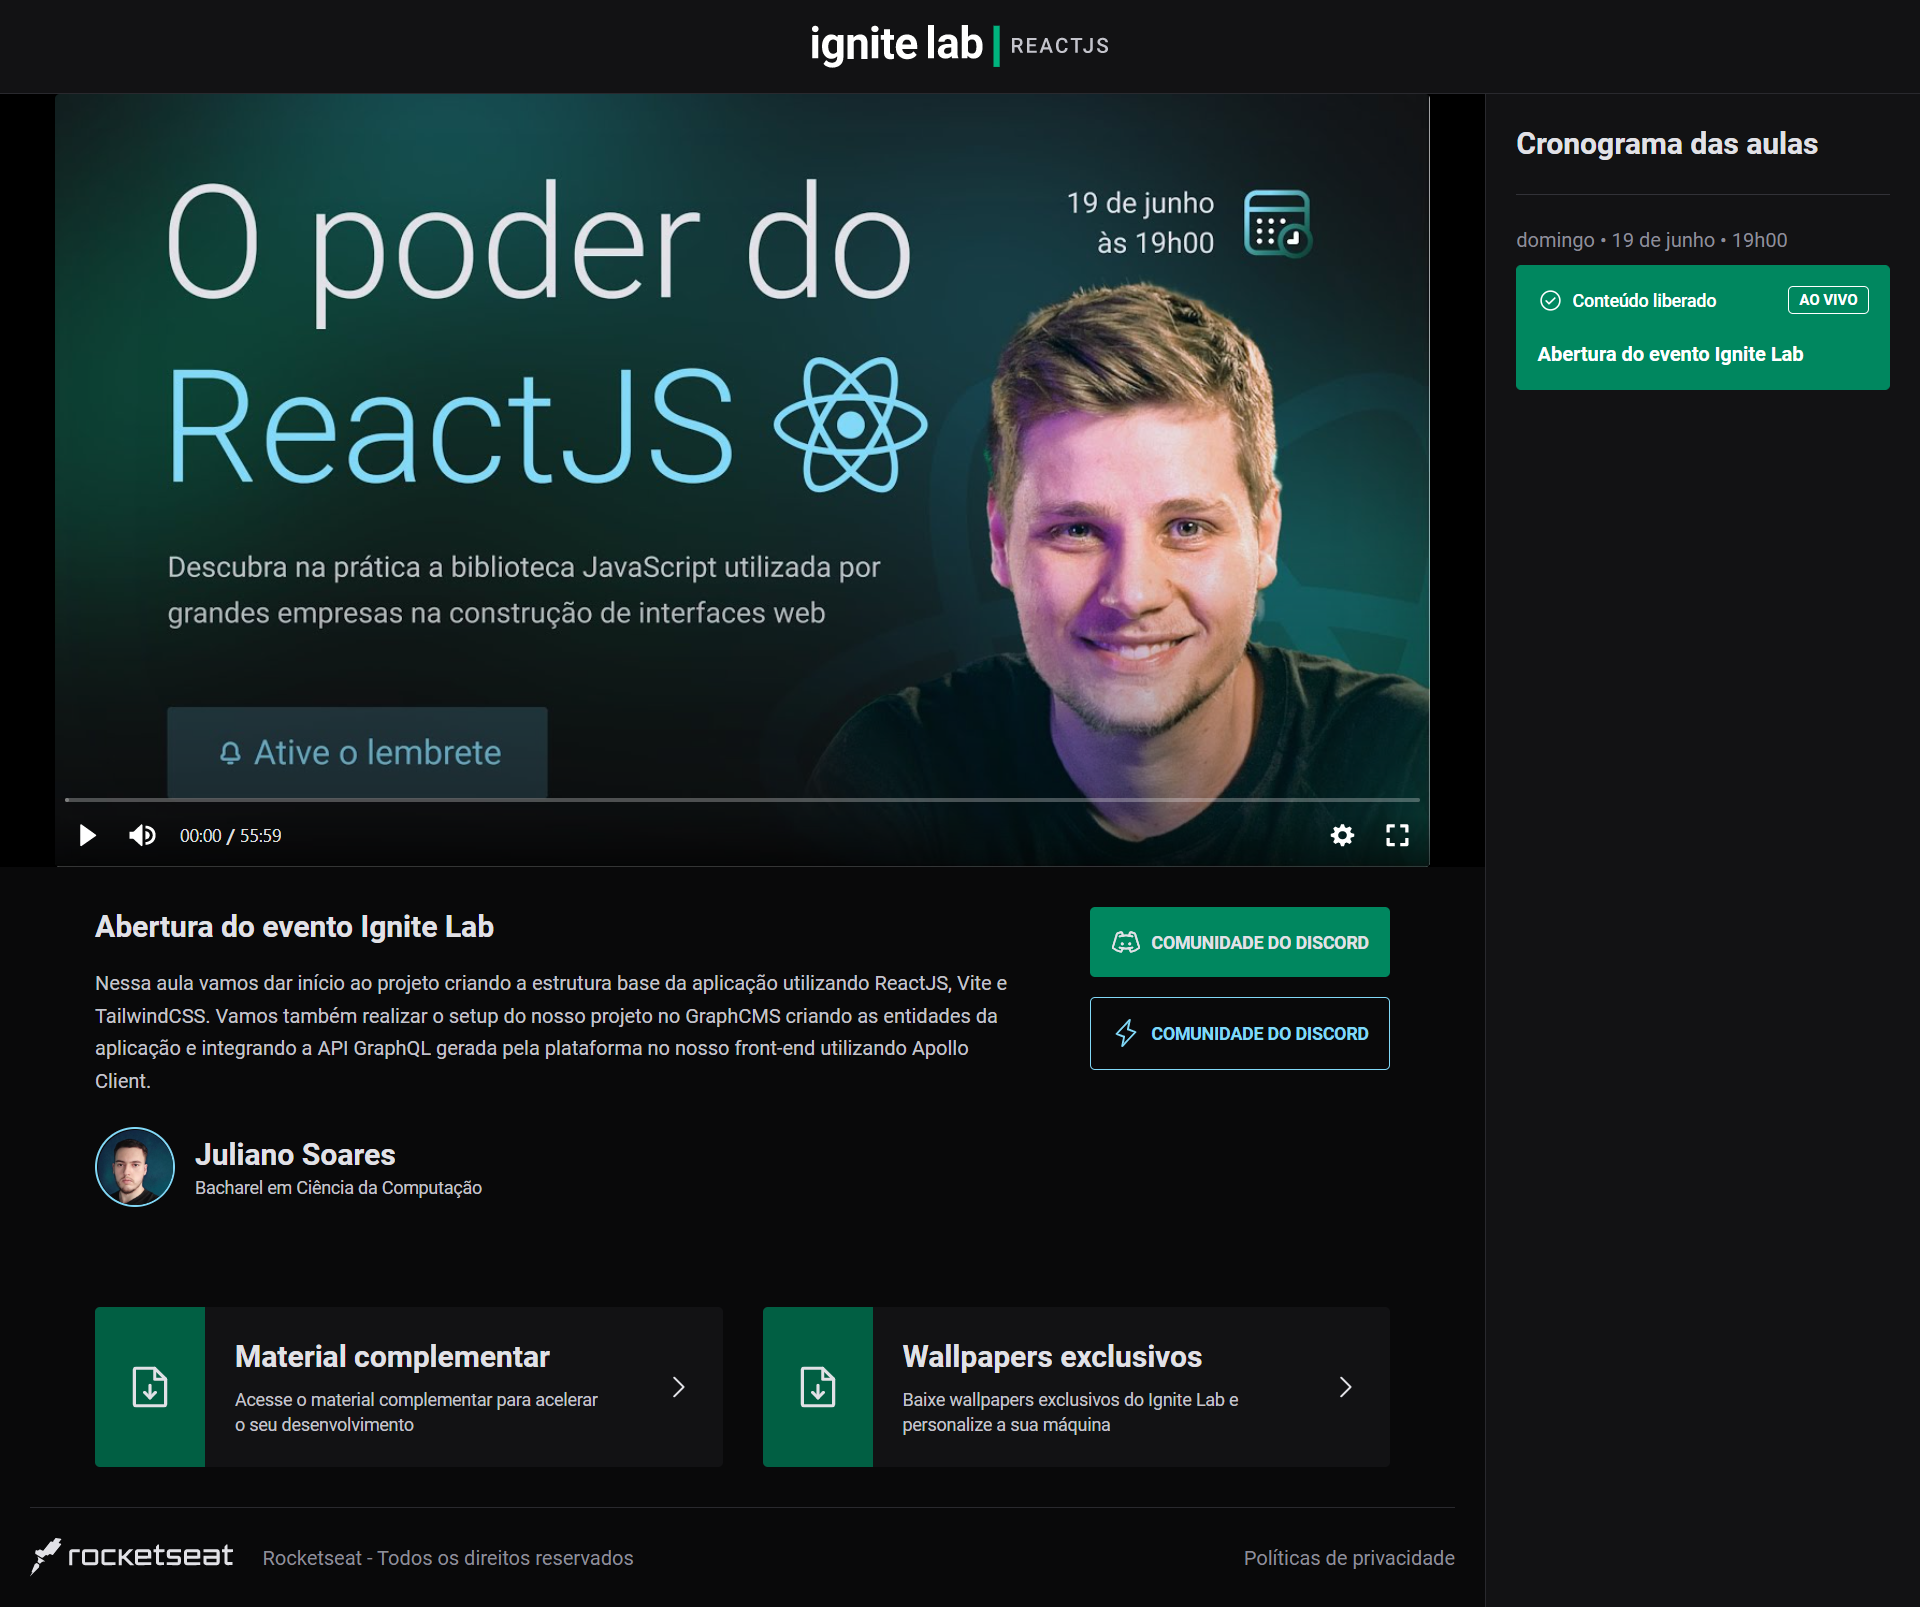 ignite lab | REACTJS
O poder do
ReactJS
19 de junho
às 19h00
Descubra na prática a biblioteca JavaScript utilizada por
grandes empresas na construção de interfaces web
Ative o lembrete
00:00 / 55:59
Cronograma das aulas
domingo • 19 de junho • 19h00
Conteúdo liberado
AO VIVO
Abertura do evento Ignite Lab
Abertura do evento Ignite Lab
Nessa aula vamos dar início ao projeto criando a estrutura base da aplicação utilizando ReactJS, Vite e
TailwindCSS. Vamos também realizar o setup do nosso projeto no GraphCMS criando as entidades da
aplicação e integrando a API GraphQL gerada pela plataforma no nosso front-end utilizando Apollo
Client.
COMUNIDADE DO DISCORD
COMUNIDADE DO DISCORD
Juliano Soares
Bacharel em Ciência da Computação
Material complementar
Acesse o material complementar para acelerar
o seu desenvolvimento
Wallpapers exclusivos
Baixe wallpapers exclusivos do Ignite Lab e
personalize a sua máquina
rocketseat
Rocketseat - Todos os direitos reservados
Políticas de privacidade